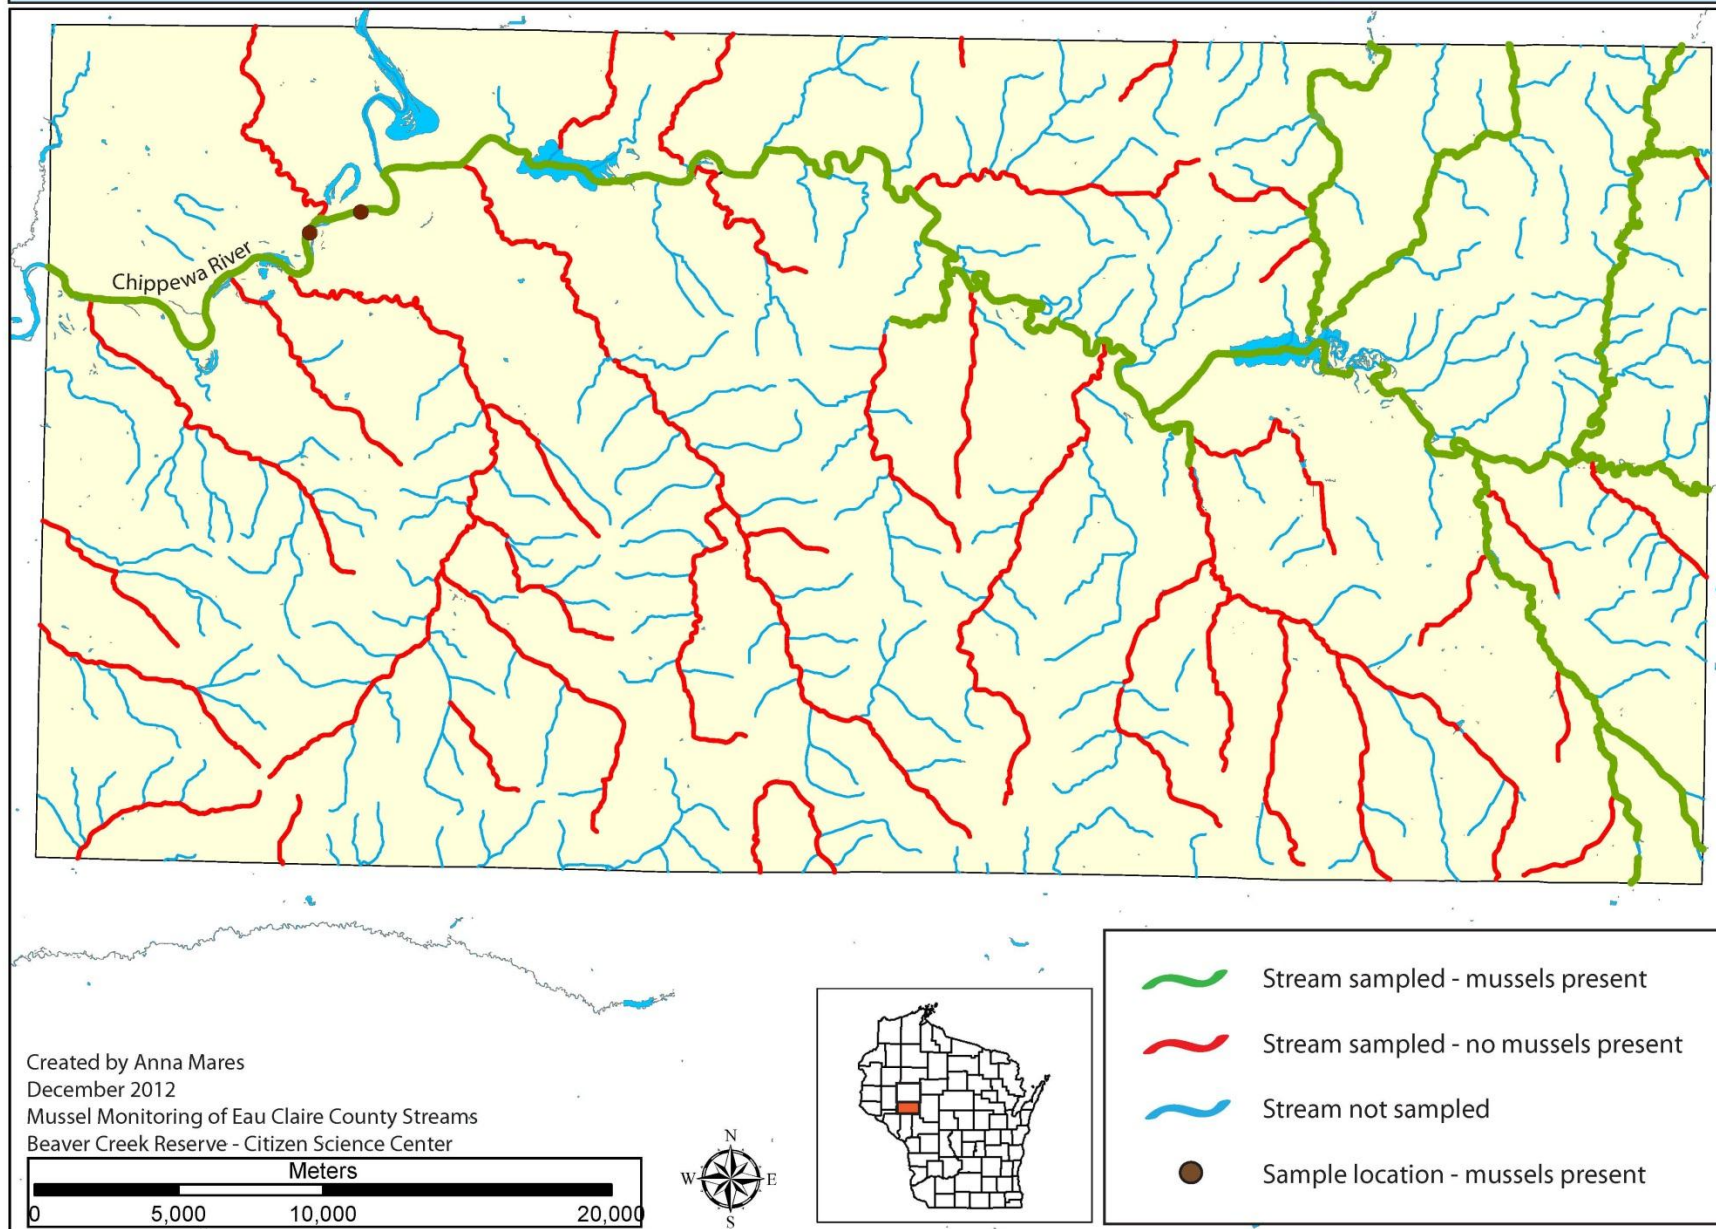 Chippewa River
Stream sampled - mussels present
Stream sampled - no mussels present
Stream not sampled
Sample location - mussels present
Created by Anna Mares
December 2012
Mussel Monitoring of Eau Claire County Streams
Beaver Creek Reserve - Citizen Science Center
Meters
0 5,000 10,000 20,000
N
W E
S